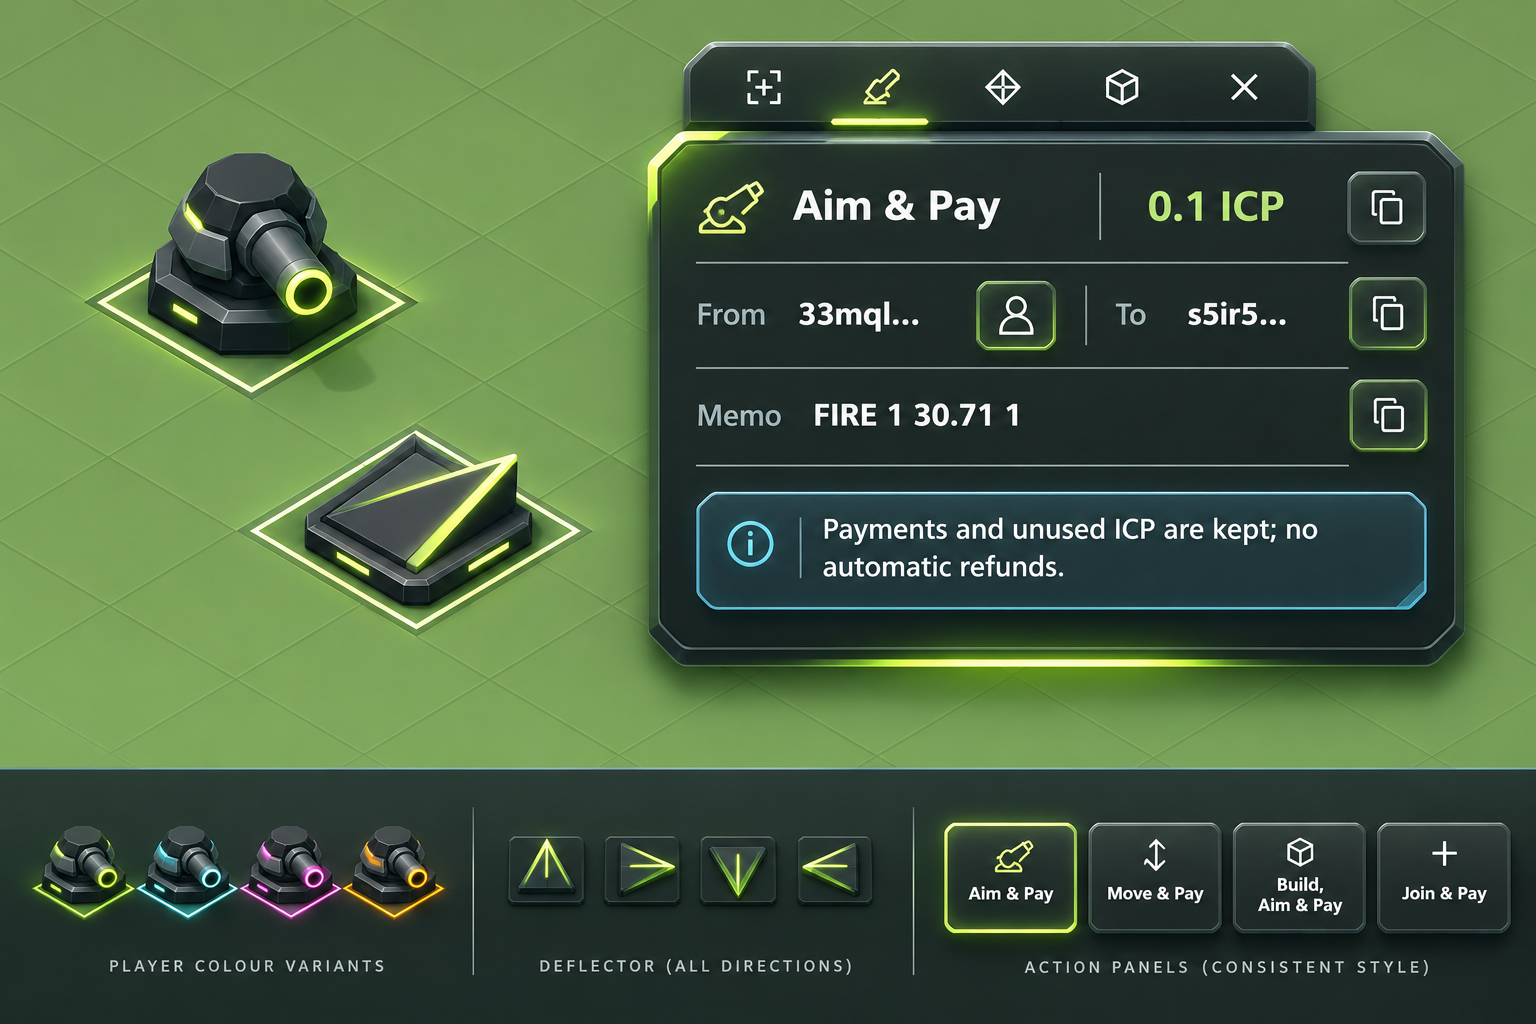 Aim & Pay
0.1 ICP
From 33mql...
To s5ir5...
Memo FIRE 1 30.71 1
Payments and unused ICP are kept; no
automatic refunds.
PLAYER COLOUR VARIANTS
DEFLECTOR (ALL DIRECTIONS)
Aim & Pay
Move & Pay
Build,
Aim & Pay
Join & Pay
ACTION PANELS (CONSISTENT STYLE)